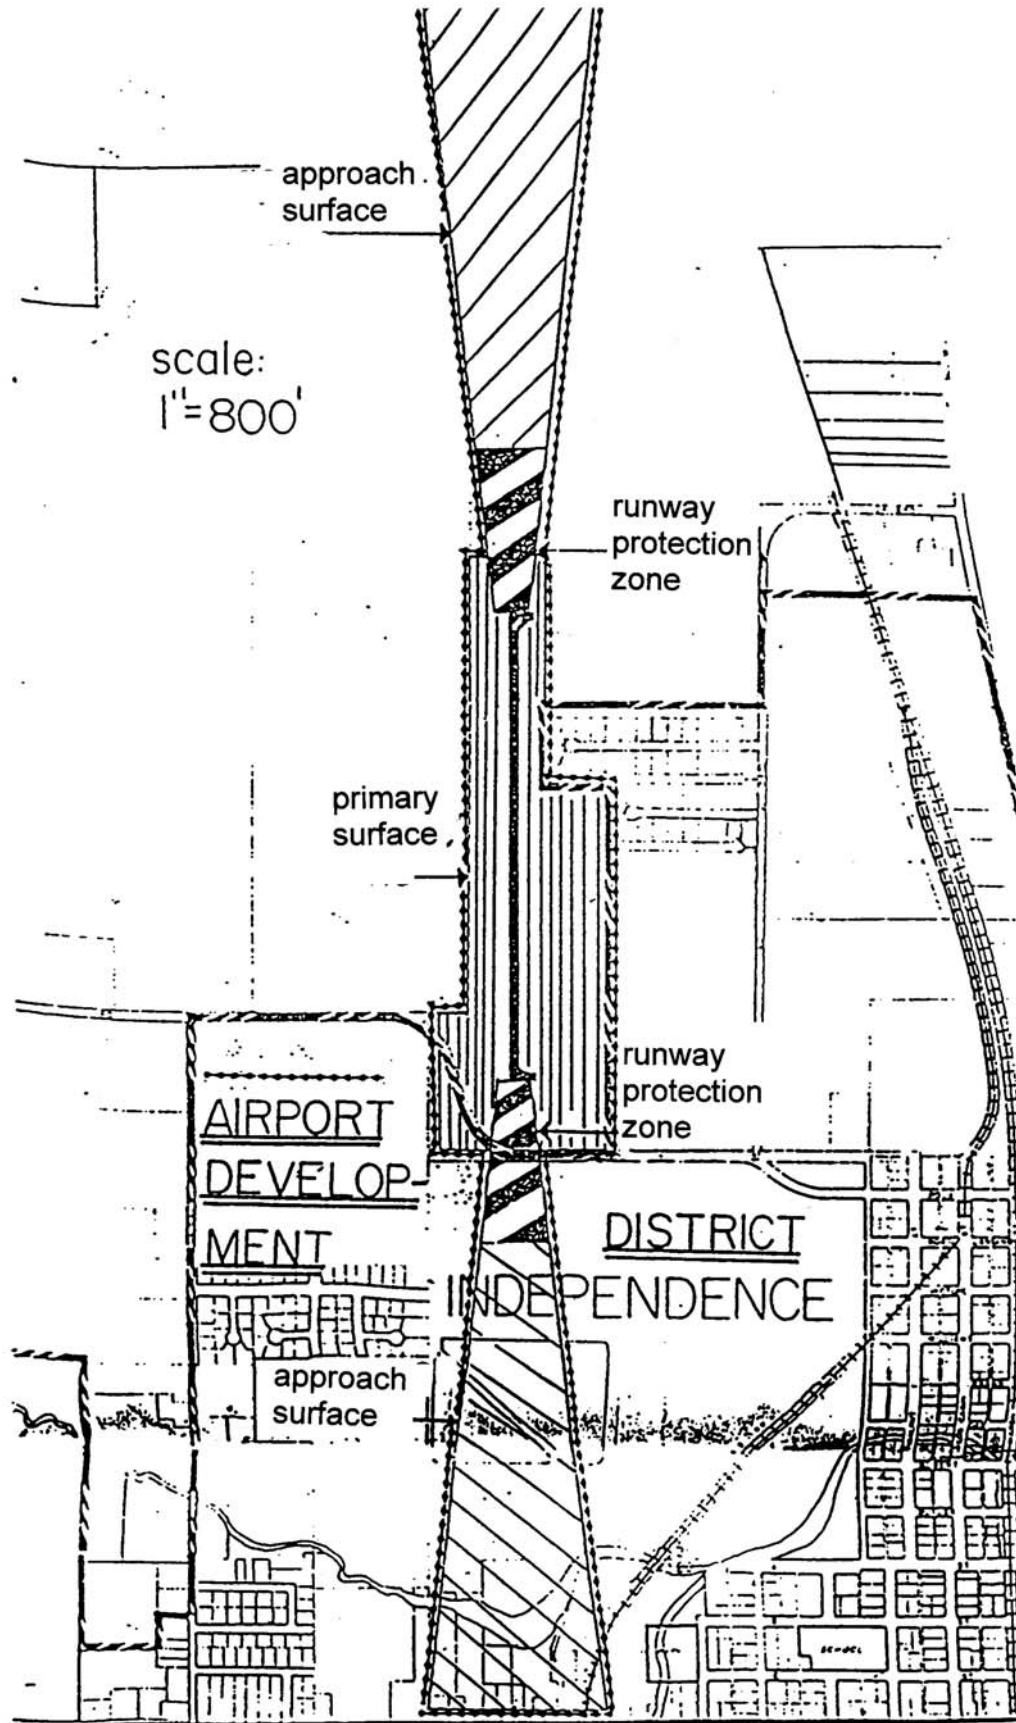 approach
surface
scale:
1"=800'
runway
protection
zone
primary
surface
runway
protection
zone
AIRPORT
DEVELOP-
MENT
DISTRICT
INDEPENDENCE
approach
surface
SCHOOL